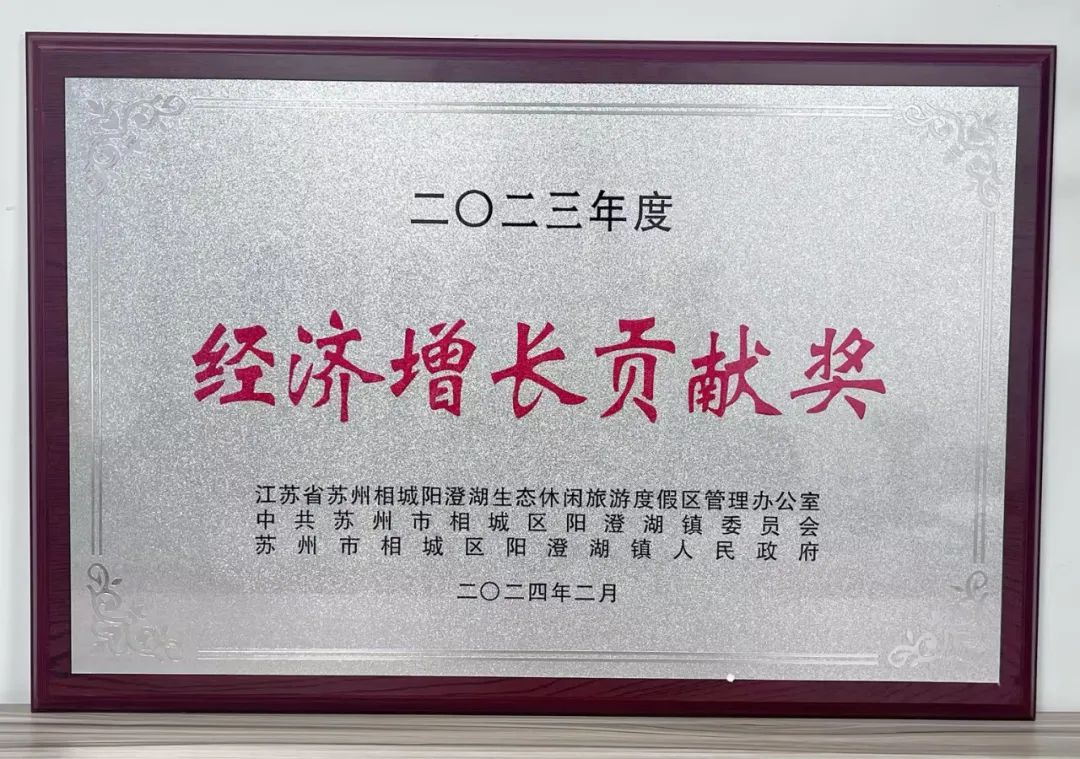 二〇二三年度
经济增长贡献奖
江苏省苏州相城阳澄湖生态休闲旅游度假区管理办公室
中共苏州市相城区阳澄湖镇委员会
苏州市相城区阳澄湖镇人民政府
二〇二四年二月